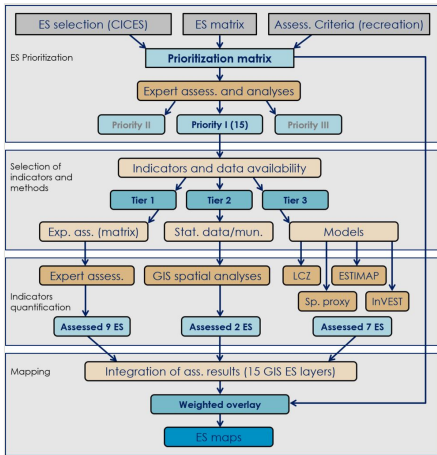 ES selection (CICES)
ES matrix
Assess. Criteria (recreation)
ES Prioritization
Prioritization matrix
Expert assess. and analyses
Priority II
Priority I (15)
Priority III
Selection of
indicators and
methods
Indicators and data availability
Tier 1
Tier 2
Tier 3
Exp. ass. (matrix)
Stat. data/mun.
Models
Expert assess.
GIS spatial analyses
LCZ
ESTIMAP
Indicators
quantification
Sp. proxy
InVEST
Assessed 9 ES
Assessed 2 ES
Assessed 7 ES
Mapping
Integration of ass. results (15 GIS ES layers)
Weighted overlay
ES maps